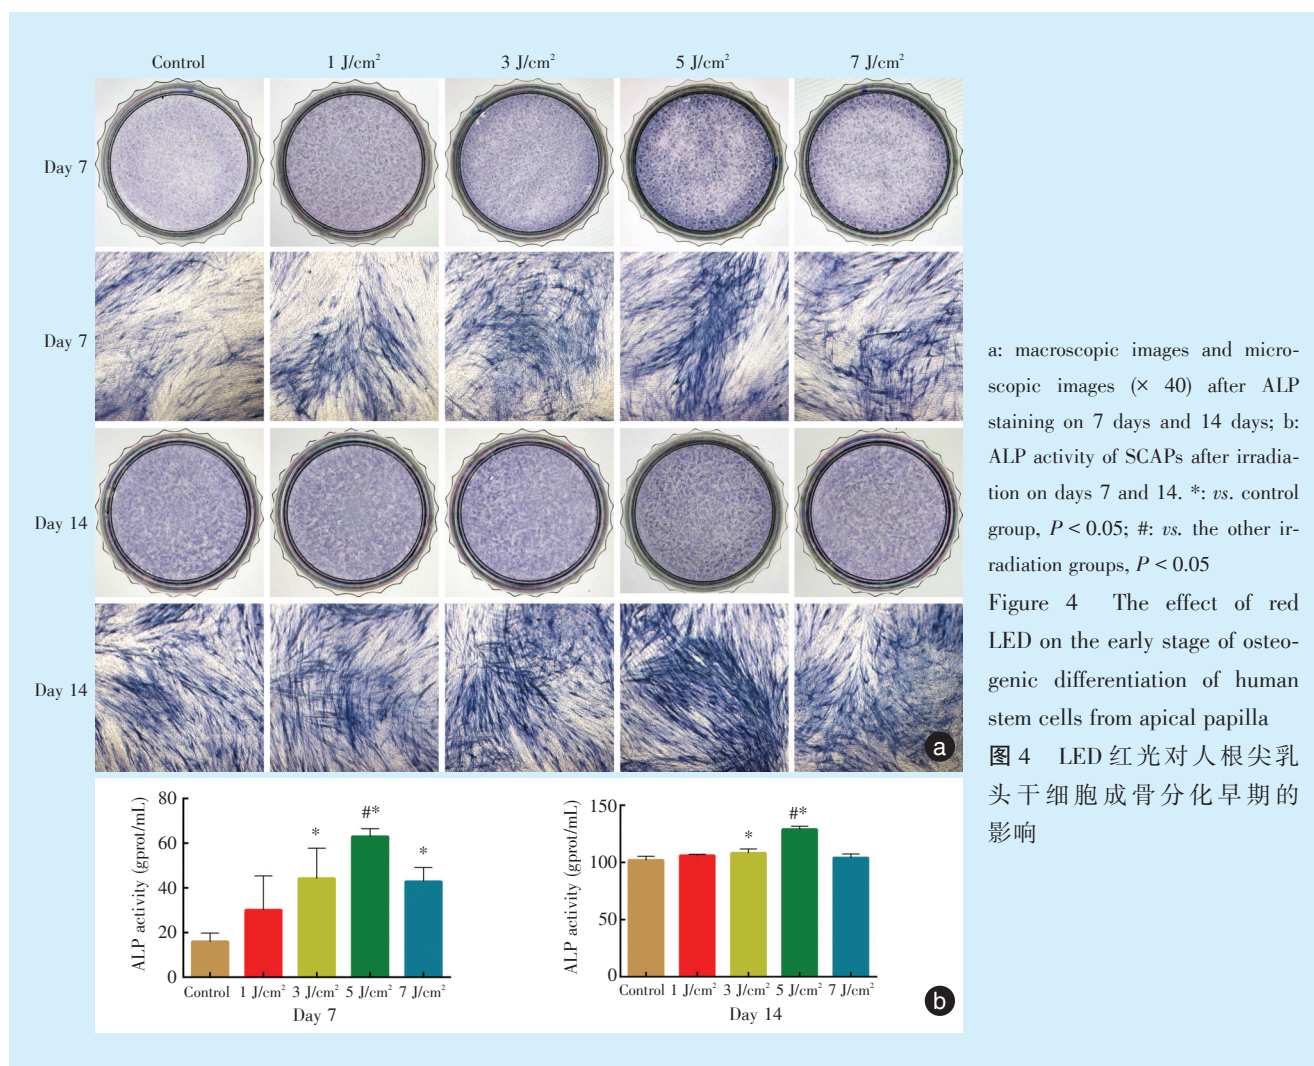 Control 1 J/cm² 3 J/cm² 5 J/cm² 7 J/cm²
Day 7
Day 7
Day 14
Day 14
a
ALP activity (gprot/mL)
80
60
40
20
0
* #* *
Control 1 J/cm² 3 J/cm² 5 J/cm² 7 J/cm²
Day 7
ALP activity (gprot/mL)
150
100
50
0
* #*
Control 1 J/cm² 3 J/cm² 5 J/cm² 7 J/cm²
Day 14
b
a: macroscopic images and micro-
scopic images (× 40) after ALP
staining on 7 days and 14 days; b:
ALP activity of SCAPs after irradia-
tion on days 7 and 14. *: vs. control
group, P < 0.05; #: vs. the other ir-
radiation groups, P < 0.05
Figure 4 The effect of red
LED on the early stage of osteo-
genic differentiation of human
stem cells from apical papilla
图 4 LED 红光对人根尖乳
头干细胞成骨分化早期的
影响